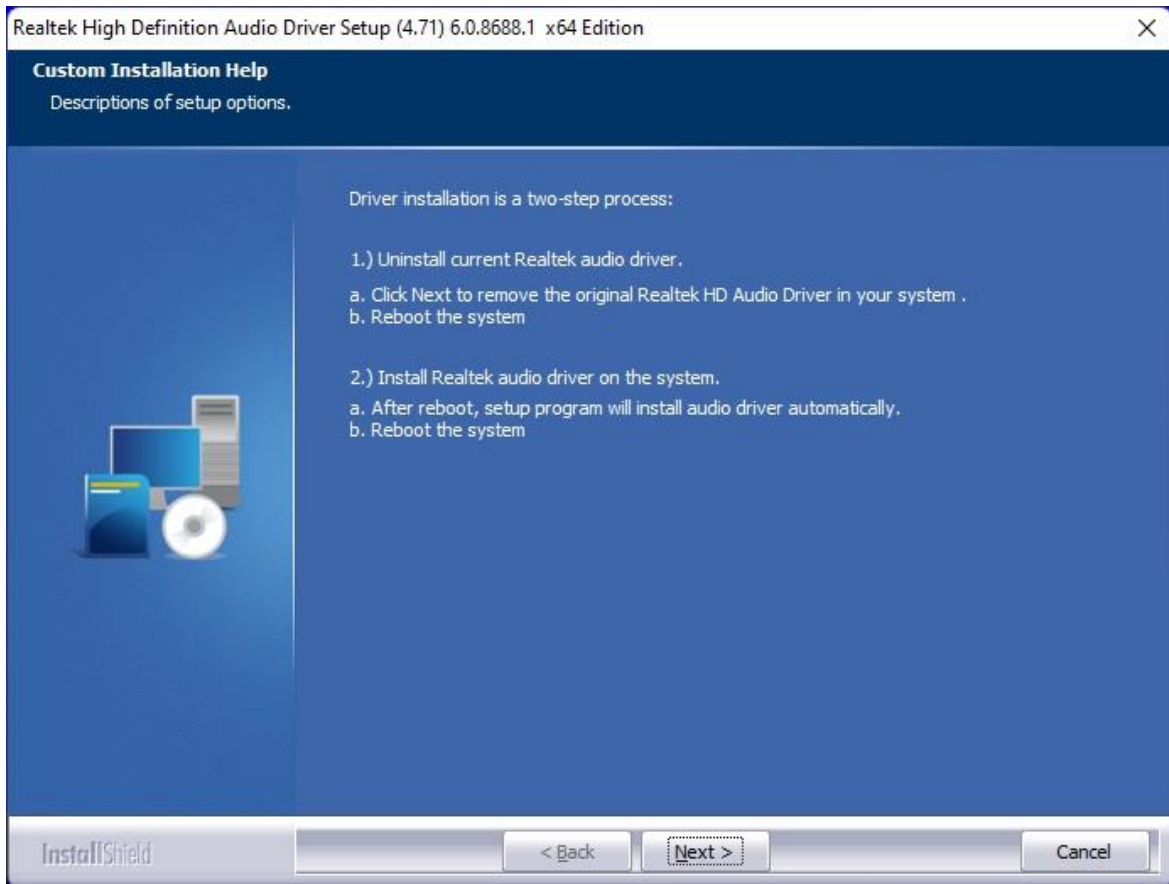 Realtek High Definition Audio Driver Setup (4.71) 6.0.8688.1 x64 Edition
Custom Installation Help
Descriptions of setup options.
Driver installation is a two-step process:
1.) Uninstall current Realtek audio driver.
a. Click Next to remove the original Realtek HD Audio Driver in your system .
b. Reboot the system
2.) Install Realtek audio driver on the system.
a. After reboot, setup program will install audio driver automatically.
b. Reboot the system
InstallShield
< Back
Next >
Cancel